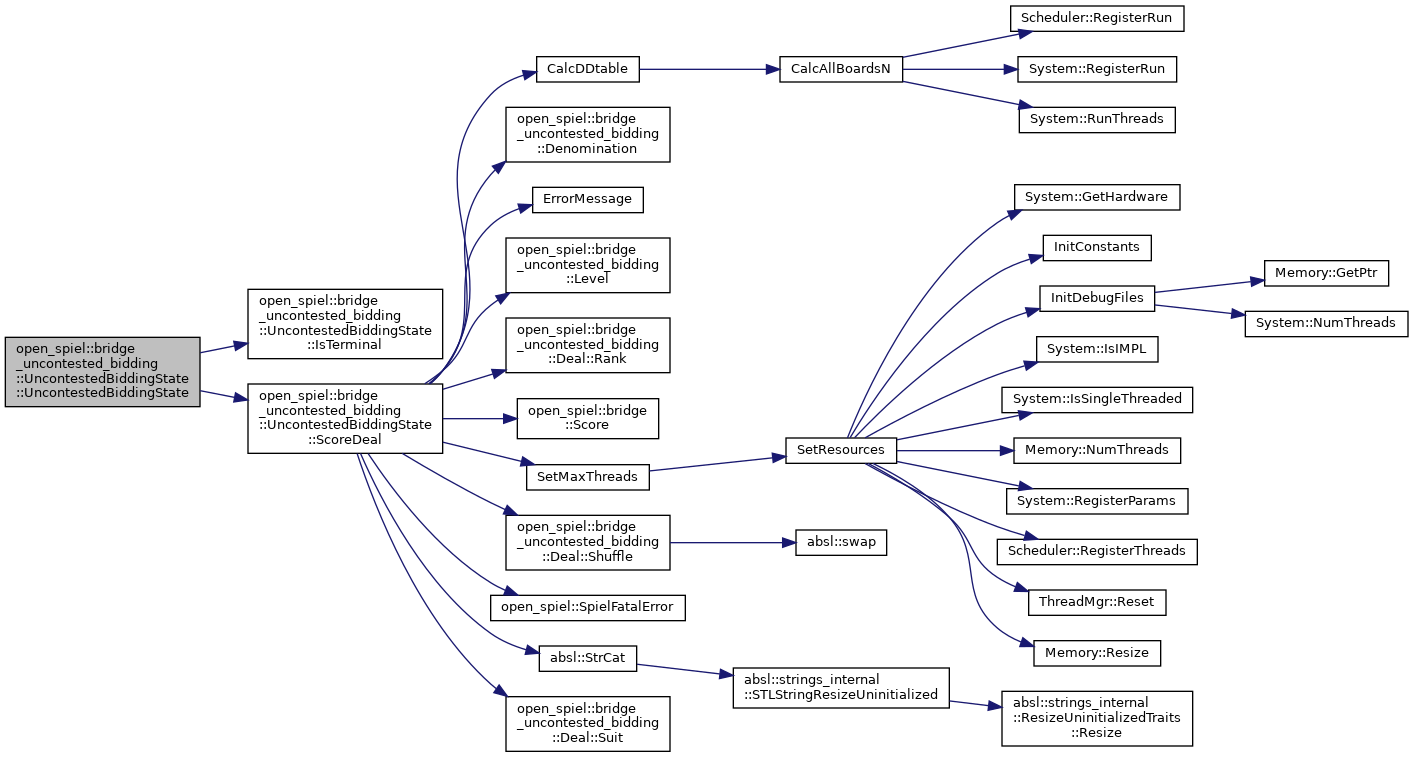 open_spiel::bridge
_uncontested_bidding
::UncontestedBiddingState
::UncontestedBiddingState
open_spiel::bridge
_uncontested_bidding
::UncontestedBiddingState
::IsTerminal
open_spiel::bridge
_uncontested_bidding
::UncontestedBiddingState
::ScoreDeal
CalcDDtable
CalcAllBoardsN
Scheduler::RegisterRun
System::RegisterRun
System::RunThreads
open_spiel::bridge
_uncontested_bidding
::Denomination
ErrorMessage
open_spiel::bridge
_uncontested_bidding
::Level
open_spiel::bridge
_uncontested_bidding
::Deal::Rank
open_spiel::bridge
::Score
SetMaxThreads
SetResources
System::GetHardware
InitConstants
InitDebugFiles
Memory::GetPtr
System::NumThreads
System::IsIMPL
System::IsSingleThreaded
Memory::NumThreads
System::RegisterParams
Scheduler::RegisterThreads
ThreadMgr::Reset
Memory::Resize
open_spiel::bridge
_uncontested_bidding
::Deal::Shuffle
absl::swap
open_spiel::SpielFatalError
absl::StrCat
absl::strings_internal
::STLStringResizeUninitialized
absl::strings_internal
::ResizeUninitializedTraits
::Resize
open_spiel::bridge
_uncontested_bidding
::Deal::Suit